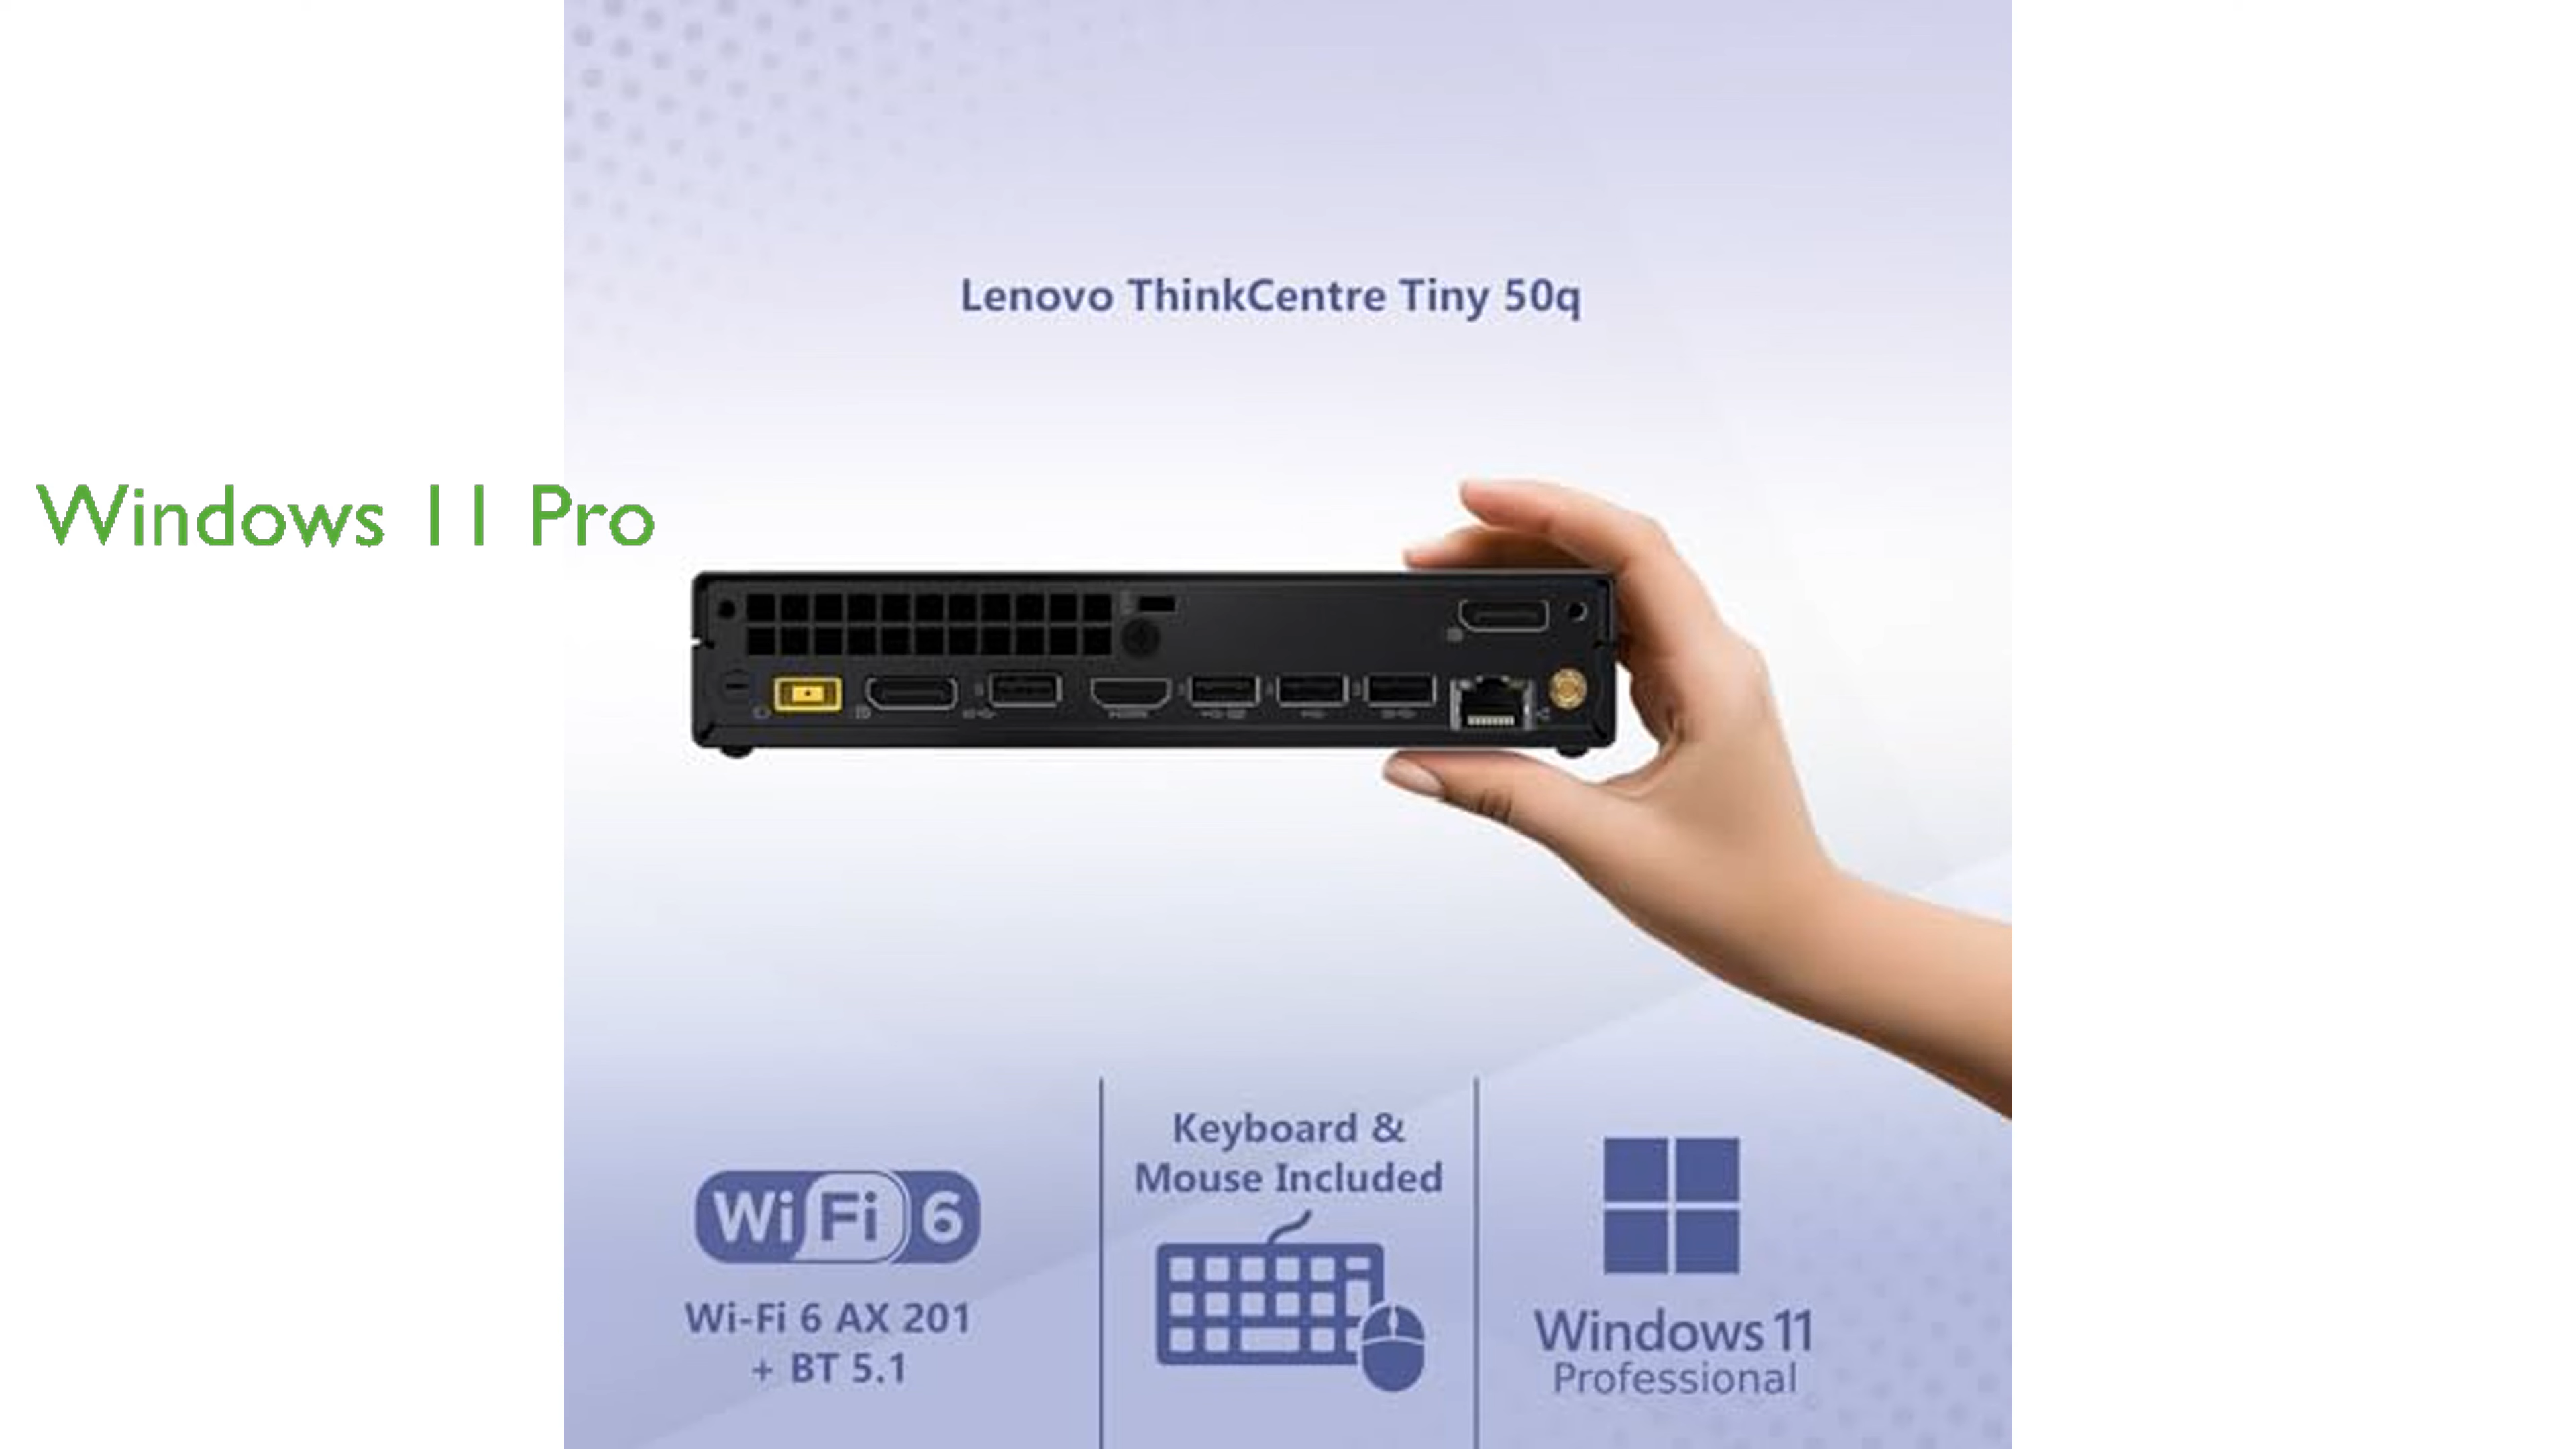 Lenovo ThinkCentre Tiny 50q
Windows 11 Pro
WiFi 6
Wi-Fi 6 AX 201
+ BT 5.1
Keyboard &
Mouse Included
Windows 11
Professional